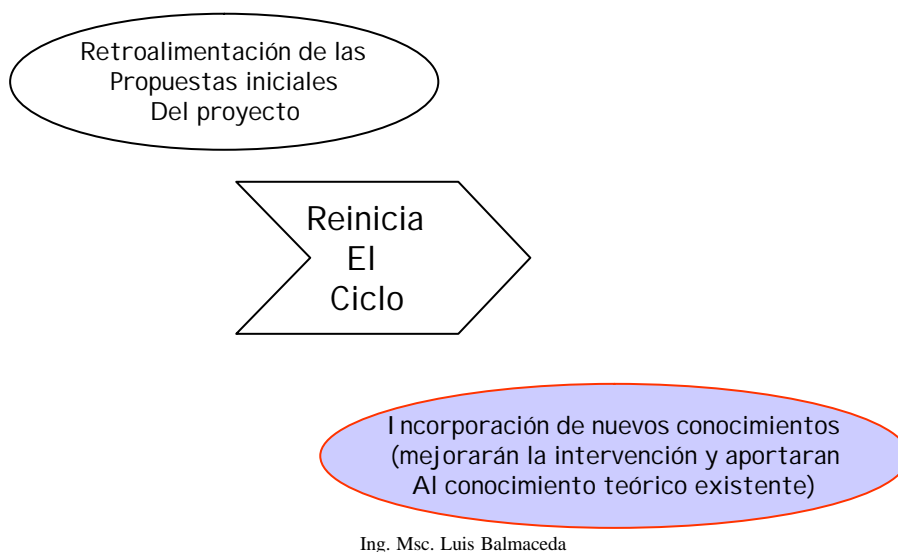 Retroalimentación de las
Propuestas iniciales
Del proyecto
Reinicia
El
Ciclo
Incorporación de nuevos conocimientos
(mejorarán la intervención y aportaran
Al conocimiento teórico existente)
Ing. Msc. Luis Balmaceda